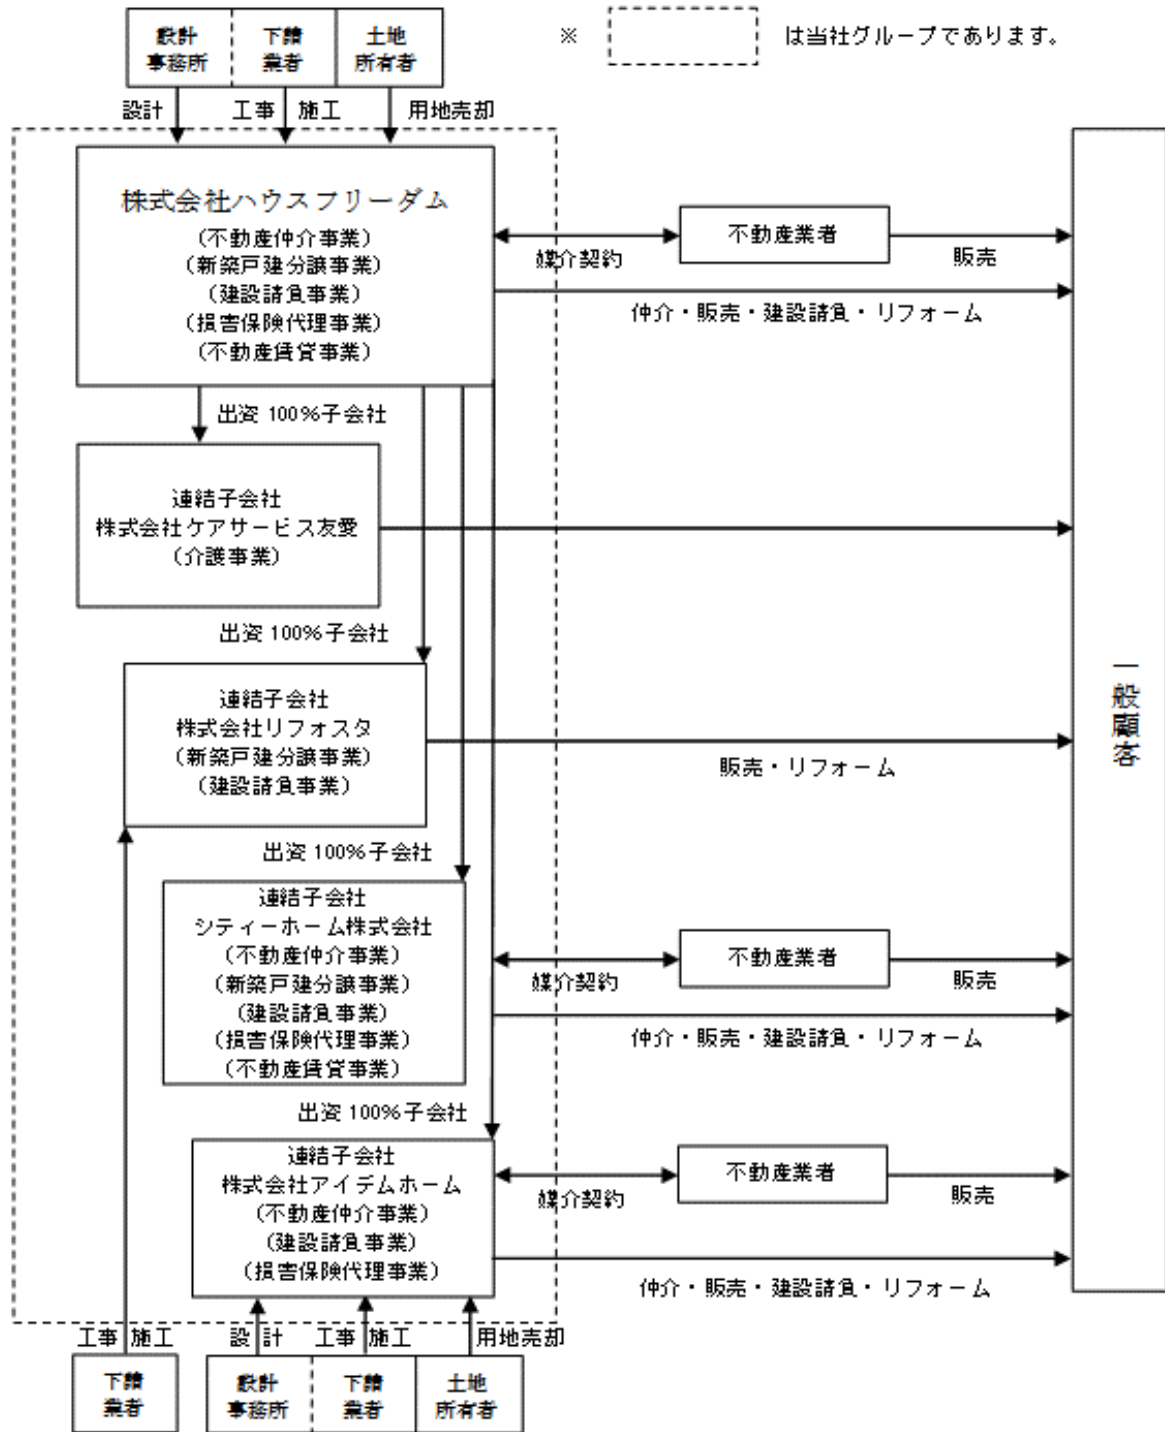 設計
事務所
下請
業者
土地
所有者
※
は当社グループであります。
設計
工事 施工
用地売却
株式会社ハウスフリーダム
(不動産仲介事業)
(新築戸建分譲事業)
(建設請負事業)
(損害保険代理事業)
(不動産賃貸事業)
不動産業者
媒介契約
販売
仲介・販売・建設請負・リフォーム
出資 100%子会社
連結子会社
株式会社ケアサービス友愛
(介護事業)
出資 100%子会社
連結子会社
株式会社リフォスタ
(新築戸建分譲事業)
(建設請負事業)
販売・リフォーム
一般顧客
出資 100%子会社
連結子会社
シティーホーム株式会社
(不動産仲介事業)
(新築戸建分譲事業)
(建設請負事業)
(損害保険代理事業)
(不動産賃貸事業)
不動産業者
媒介契約
販売
仲介・販売・建設請負・リフォーム
出資 100%子会社
連結子会社
株式会社アイデムホーム
(不動産仲介事業)
(建設請負事業)
(損害保険代理事業)
不動産業者
媒介契約
販売
仲介・販売・建設請負・リフォーム
工事 施工
設 計
工事 施工
用地売却
下請
業者
設計
事務所
下請
業者
土地
所有者